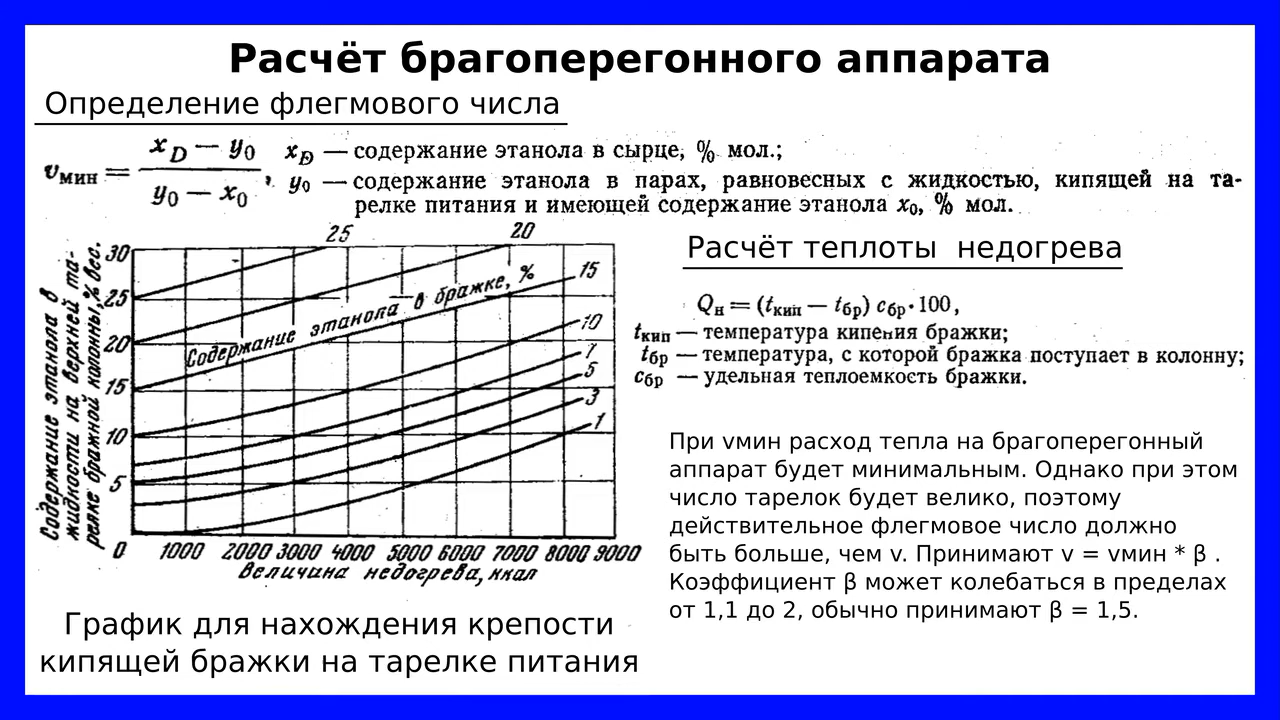 Расчёт брагоперегонного аппарата
Определение флегмового числа
vмин = (xD — y0) / (y0 — x0) ,
xD — содержание этанола в сырце, % мол.;
y0 — содержание этанола в парах, равновесных с жидкостью, кипящей на та-
релке питания и имеющей содержание этанола x0, % мол.
Содержание этанола в
жидкости на верхней та-
релке бражной колонны, % вес.
30
25
20
15
10
5
0
25
20
15
10
7
5
3
1
Содержание этанола в бражке, %
1000 2000 3000 4000 5000 6000 7000 8000 9000
Величина недогрева, ккал
График для нахождения крепости
кипящей бражки на тарелке питания
Расчёт теплоты недогрева
Qн = (tкип — tбр) cбр·100,
tкип — температура кипения бражки;
tбр — температура, с которой бражка поступает в колонну;
cбр — удельная теплоемкость бражки.
При vмин расход тепла на брагоперегонный
аппарат будет минимальным. Однако при этом
число тарелок будет велико, поэтому
действительное флегмовое число должно
быть больше, чем v. Принимают v = vмин * β .
Коэффициент β может колебаться в пределах
от 1,1 до 2, обычно принимают β = 1,5.